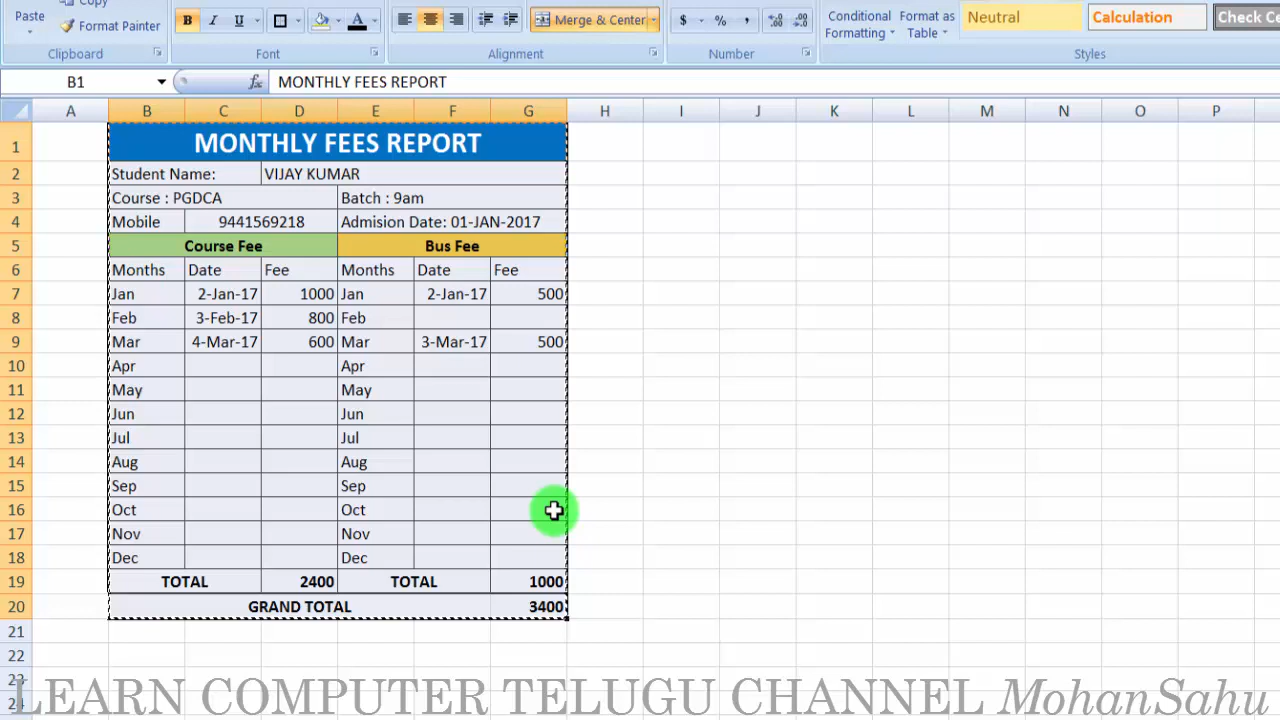 Paste
Copy
Format Painter
Clipboard
B I U A
Font
Merge & Center
Alignment
$ % ,
Number
Conditional Formatting
Format as Table
Neutral
Calculation
Check Ce
Styles
B1
fx
MONTHLY FEES REPORT
A B C D E F G H I J K L M N O P
1 MONTHLY FEES REPORT
2 Student Name: VIJAY KUMAR
3 Course : PGDCA Batch : 9am
4 Mobile 9441569218 Admision Date: 01-JAN-2017
5 Course Fee Bus Fee
6 Months Date Fee Months Date Fee
7 Jan 2-Jan-17 1000 Jan 2-Jan-17 500
8 Feb 3-Feb-17 800 Feb
9 Mar 4-Mar-17 600 Mar 3-Mar-17 500
10 Apr Apr
11 May May
12 Jun Jun
13 Jul Jul
14 Aug Aug
15 Sep Sep
16 Oct Oct
17 Nov Nov
18 Dec Dec
19 TOTAL 2400 TOTAL 1000
20 GRAND TOTAL 3400
21
22
23
24
LEARN COMPUTER TELUGU CHANNEL MohanSahu